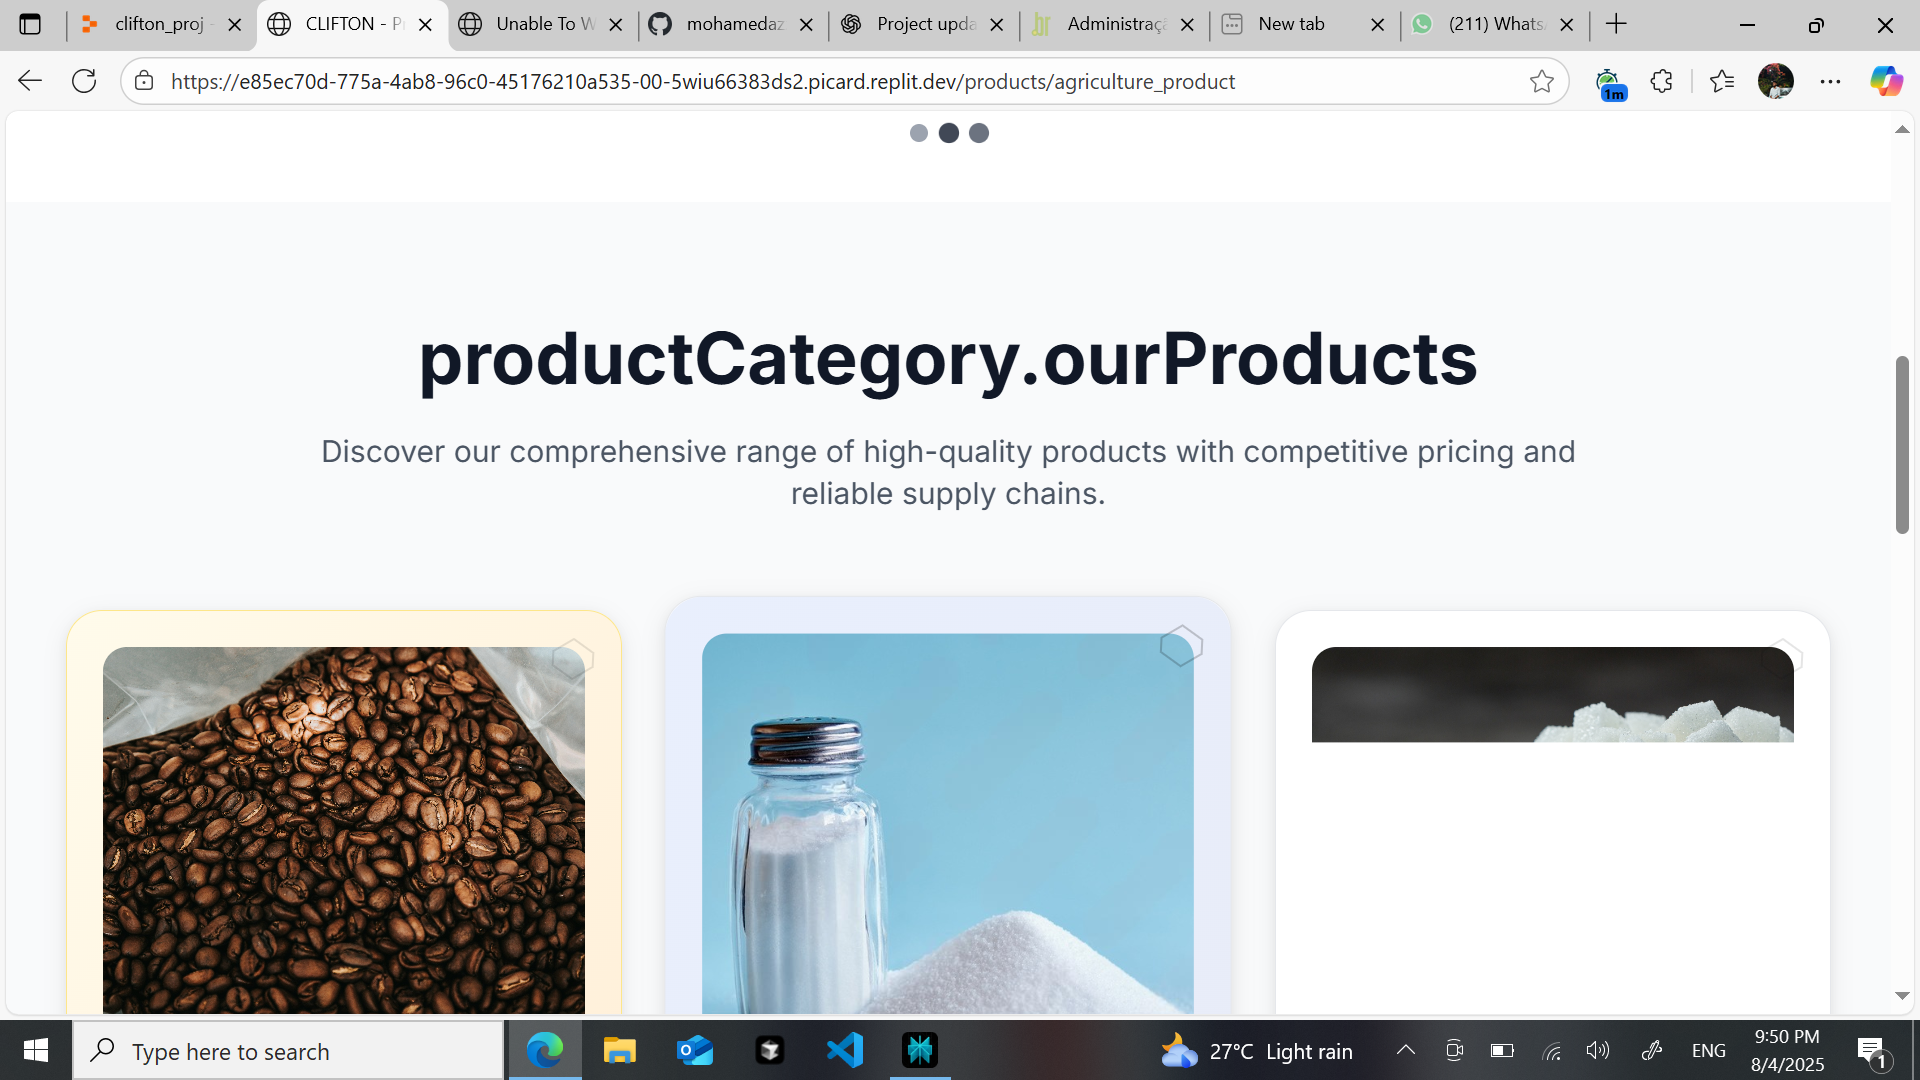 clifton_proj -
CLIFTON - P
Unable To W
mohamedaz
Project upda
Administraçã
New tab
(211) Whats
https://e85ec70d-775a-4ab8-96c0-45176210a535-00-5wiu66383ds2.picard.replit.dev/products/agriculture_product
1m
productCategory.ourProducts
Discover our comprehensive range of high-quality products with competitive pricing and
reliable supply chains.
Type here to search
27°C Light rain
ENG
9:50 PM
8/4/2025
1